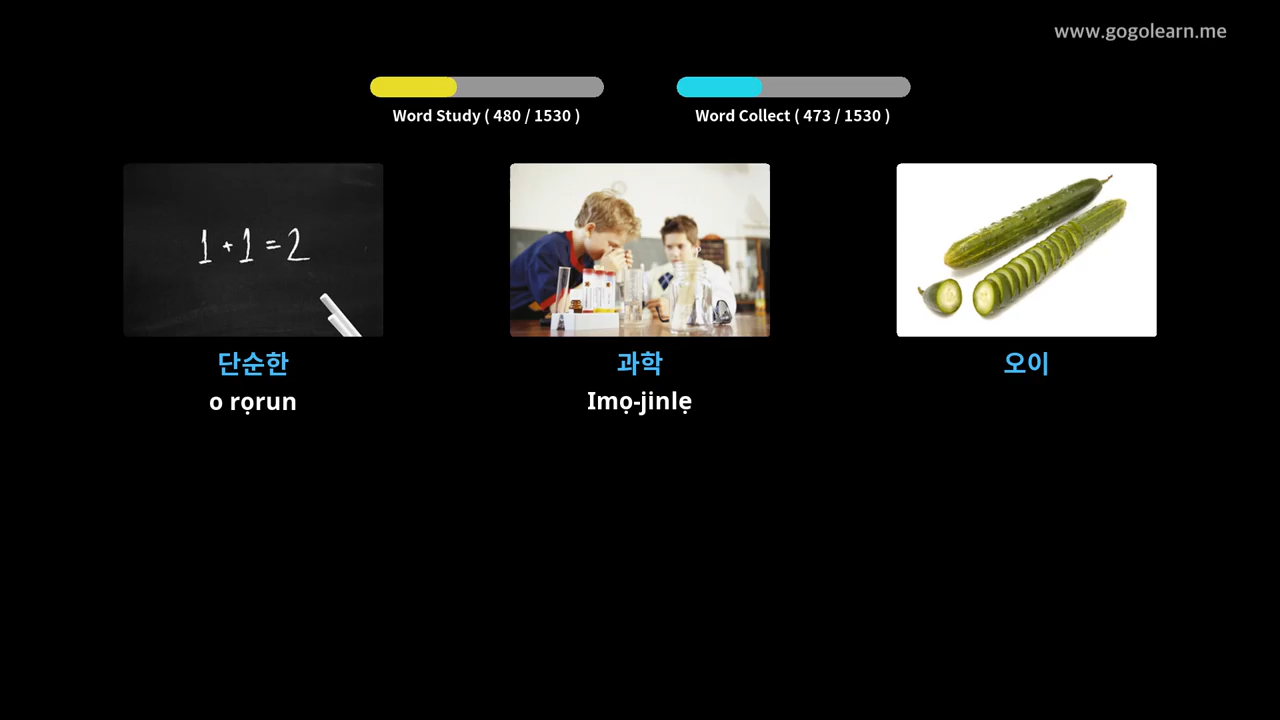 www.gogolearn.me
Word Study ( 480 / 1530 )
Word Collect ( 473 / 1530 )
1 + 1 = 2
단순한
과학
오이
o rọrun
Imọ-jinlẹ